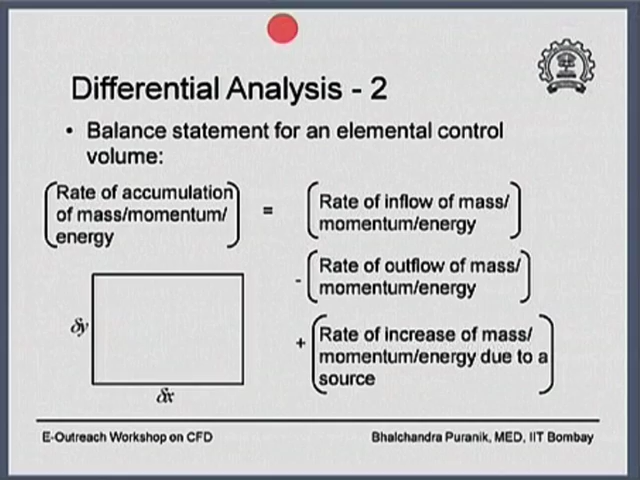 Differential Analysis - 2
• Balance statement for an elemental control
volume:
Rate of accumulation
of mass/momentum/
energy
=
Rate of inflow of mass/
momentum/energy
-
Rate of outflow of mass/
momentum/energy
+
Rate of increase of mass/
momentum/energy due to a
source
δy
δx
E-Outreach Workshop on CFD
Bhalchandra Puranik, MED, IIT Bombay